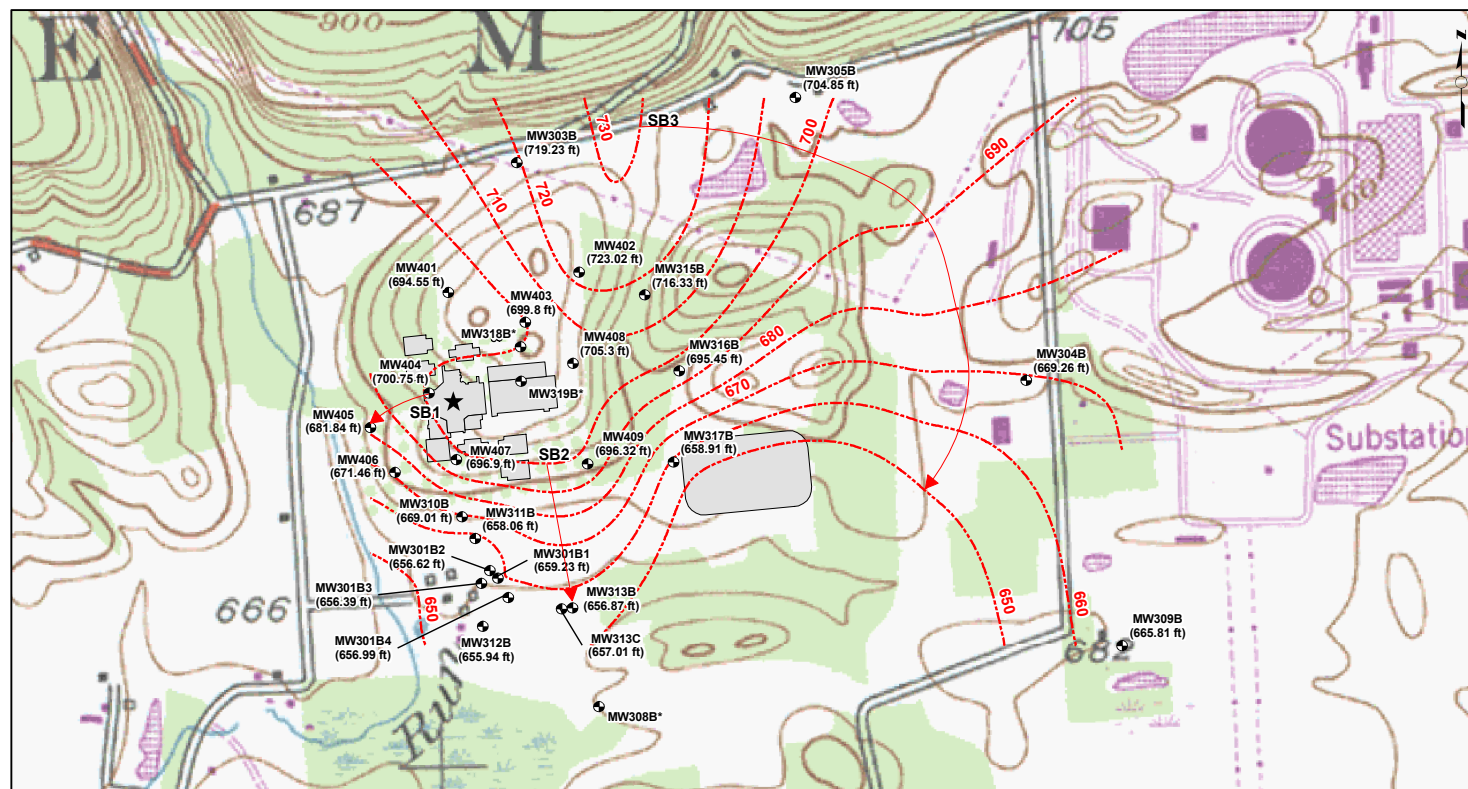 E
900
M
705
N
MW305B
(704.85 ft)
SB3
730
700
MW303B
(719.23 ft)
690
687
710
720
MW402
(723.02 ft)
MW401
(694.55 ft)
MW315B
(716.33 ft)
700
MW403
(699.8 ft)
MW318B*
MW408
(705.3 ft)
680
MW316B
(695.45 ft)
MW304B
(669.26 ft)
MW404
(700.75 ft)
670
MW319B*
MW405
(681.84 ft)
SB1
MW409
(696.32 ft)
MW317B
(658.91 ft)
Substation
MW406
(671.46 ft)
MW407
(696.9 ft)
SB2
MW310B
(669.01 ft)
MW311B
(658.06 ft)
MW301B2
(656.62 ft)
MW301B1
(659.23 ft)
MW301B3
(656.39 ft)
MW313B
(656.87 ft)
666
650
650
660
MW301B4
(656.99 ft)
MW312B
(655.94 ft)
MW313C
(657.01 ft)
MW309B
(665.81 ft)
682
Run
MW308B*